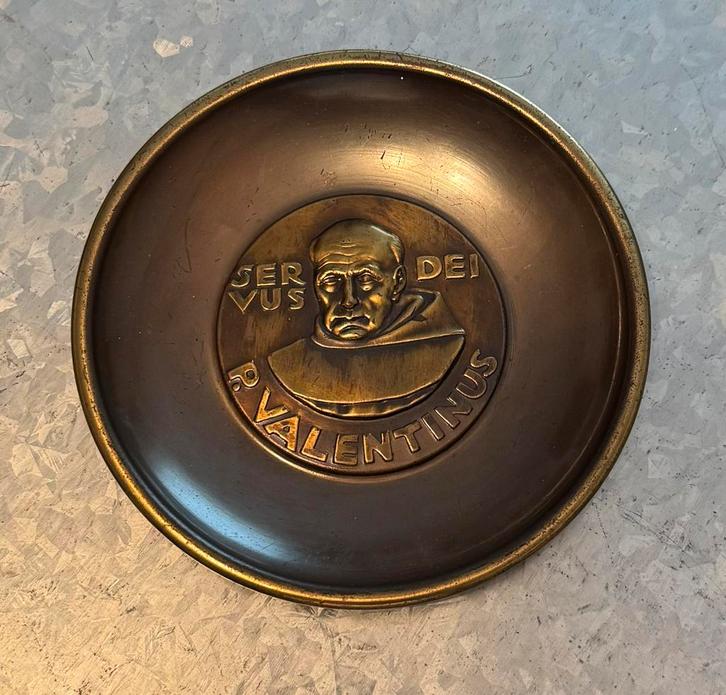 SER DEI
VUS
P. VALENTINUS